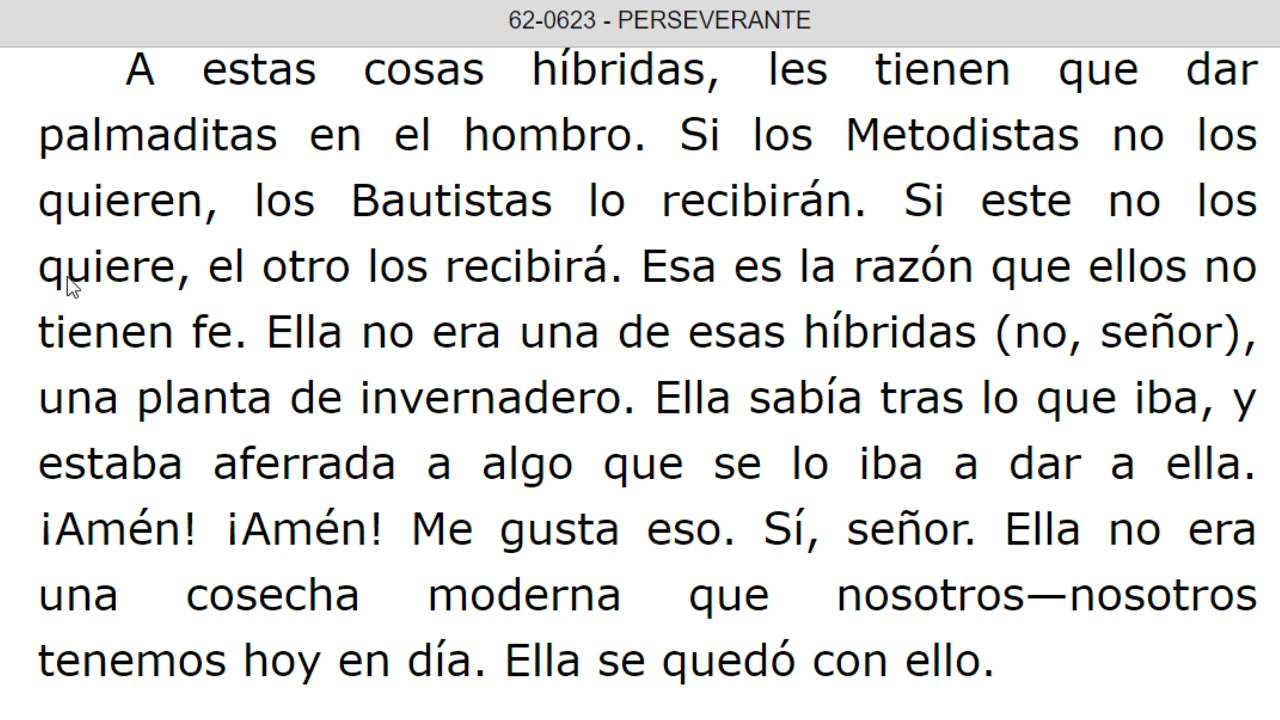 62-0623 - PERSEVERANTE
A estas cosas híbridas, les tienen que dar
palmaditas en el hombro. Si los Metodistas no los
quieren, los Bautistas lo recibirán. Si este no los
quiere, el otro los recibirá. Esa es la razón que ellos no
tienen fe. Ella no era una de esas híbridas (no, señor),
una planta de invernadero. Ella sabía tras lo que iba, y
estaba aferrada a algo que se lo iba a dar a ella.
¡Amén! ¡Amén! Me gusta eso. Sí, señor. Ella no era
una cosecha moderna que nosotros—nosotros
tenemos hoy en día. Ella se quedó con ello.